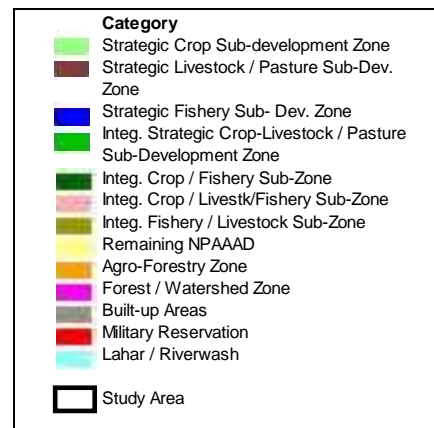 Category
Strategic Crop Sub-development Zone
Strategic Livestock / Pasture Sub-Dev.
Zone
Strategic Fishery Sub- Dev. Zone
Integ. Strategic Crop-Livestock / Pasture
Sub-Development Zone
Integ. Crop / Fishery Sub-Zone
Integ. Crop / Livestk/Fishery Sub-Zone
Integ. Fishery / Livestock Sub-Zone
Remaining NPAAAD
Agro-Forestry Zone
Forest / Watershed Zone
Built-up Areas
Military Reservation
Lahar / Riverwash
Study Area